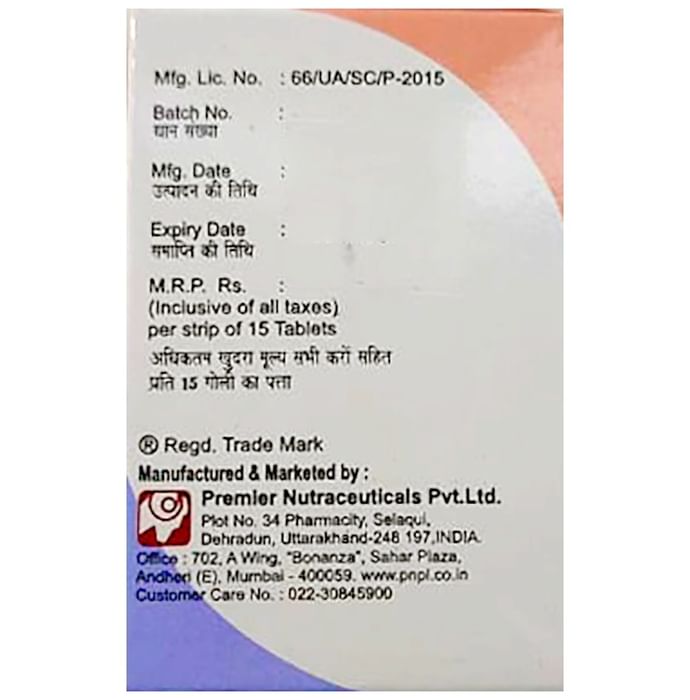 Mfg. Lic. No. : 66/UA/SC/P-2015
Batch No. :
घान संख्या
Mfg. Date :
उत्पादन की तिथि
Expiry Date :
समाप्ति की तिथि
M.R.P. Rs. :
(Inclusive of all taxes)
per strip of 15 Tablets
अधिकतम खुदरा मूल्य सभी करों सहित
प्रति 15 गोली का पत्ता
® Regd. Trade Mark
Manufactured & Marketed by :
Premier Nutraceuticals Pvt.Ltd.
Plot No. 34 Pharmacity, Selaqui,
Dehradun, Uttarakhand-248 197,INDIA.
Office : 702, A Wing, "Bonanza", Sahar Plaza,
Andheri (E), Mumbai - 400059. www.pnpl.co.in
Customer Care No. : 022-30845900